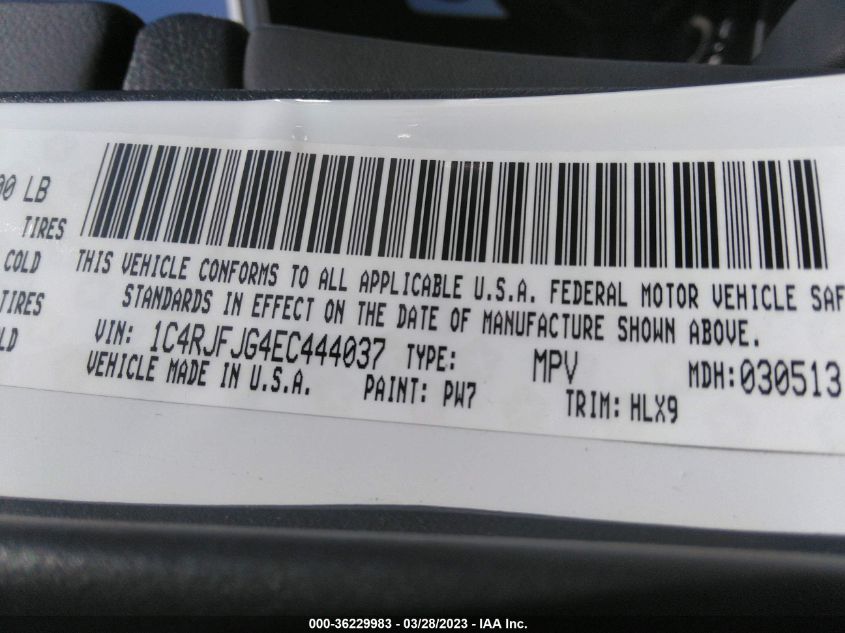 00 LB
TIRES
COLD
TIRES
LD
THIS VEHICLE CONFORMS TO ALL APPLICABLE U.S.A. FEDERAL MOTOR VEHICLE SAF
STANDARDS IN EFFECT ON THE DATE OF MANUFACTURE SHOWN ABOVE.
VIN: 1C4RJFJG4EC444037 TYPE: MPV MDH:030513
VEHICLE MADE IN U.S.A. PAINT: PW7 TRIM: HLX9
000-36229983 - 03/28/2023 - IAA Inc.